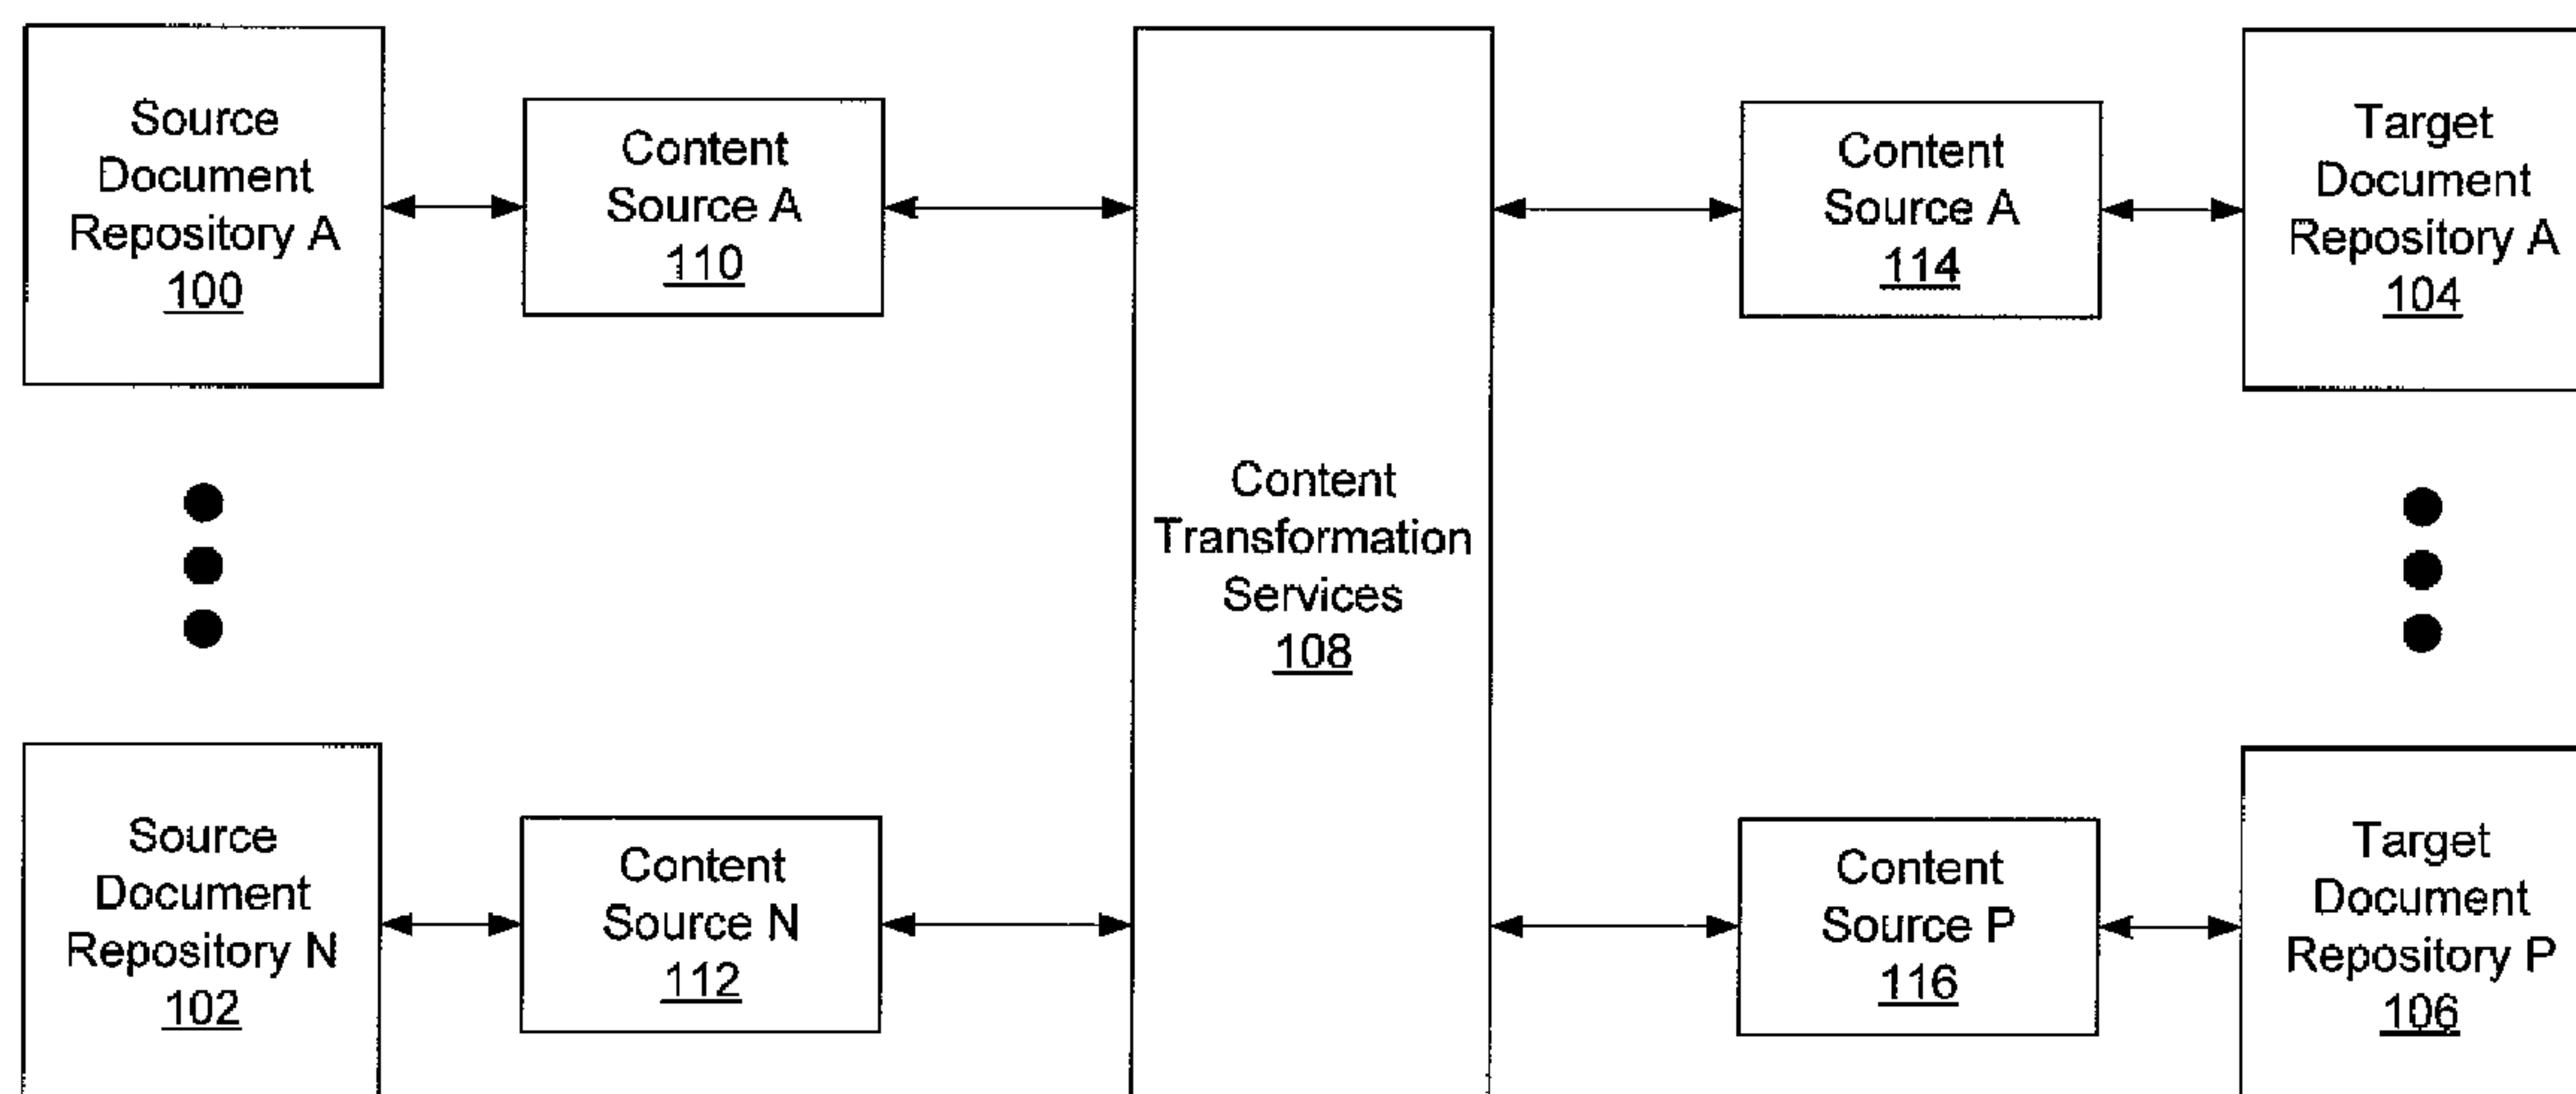 Source
Document
Repository A
100
Content
Source A
110
Content
Transformation
Services
108
Content
Source A
114
Target
Document
Repository A
104
Source
Document
Repository N
102
Content
Source N
112
Content
Source P
116
Target
Document
Repository P
106